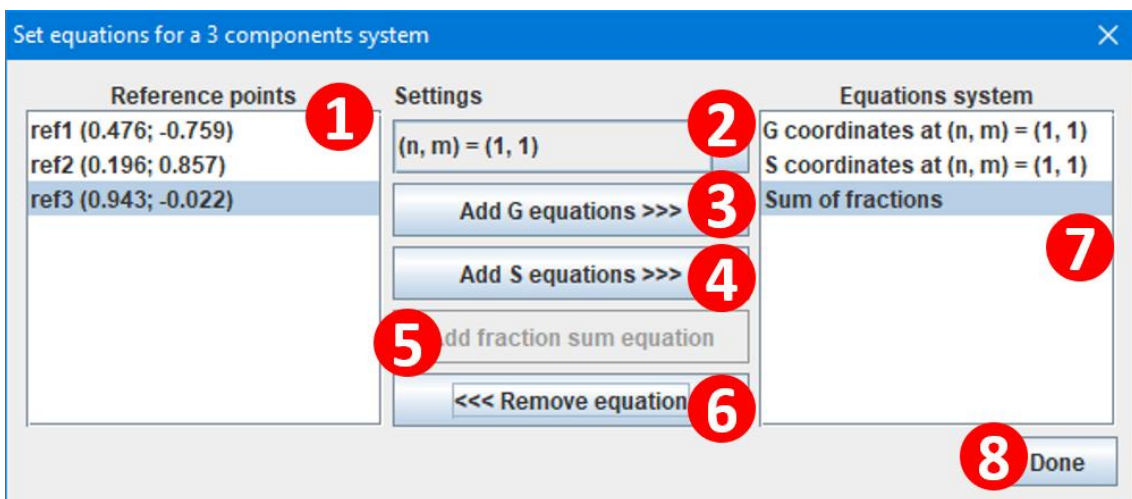 Set equations for a 3 components system
Reference points
1
ref1 (0.476; -0.759)
ref2 (0.196; 0.857)
ref3 (0.943; -0.022)
Settings
(n, m) = (1, 1)
2
Add G equations >>>
3
Add S equations >>>
4
5
dd fraction sum equation
<<< Remove equation
6
Equations system
G coordinates at (n, m) = (1, 1)
S coordinates at (n, m) = (1, 1)
Sum of fractions
7
8
Done